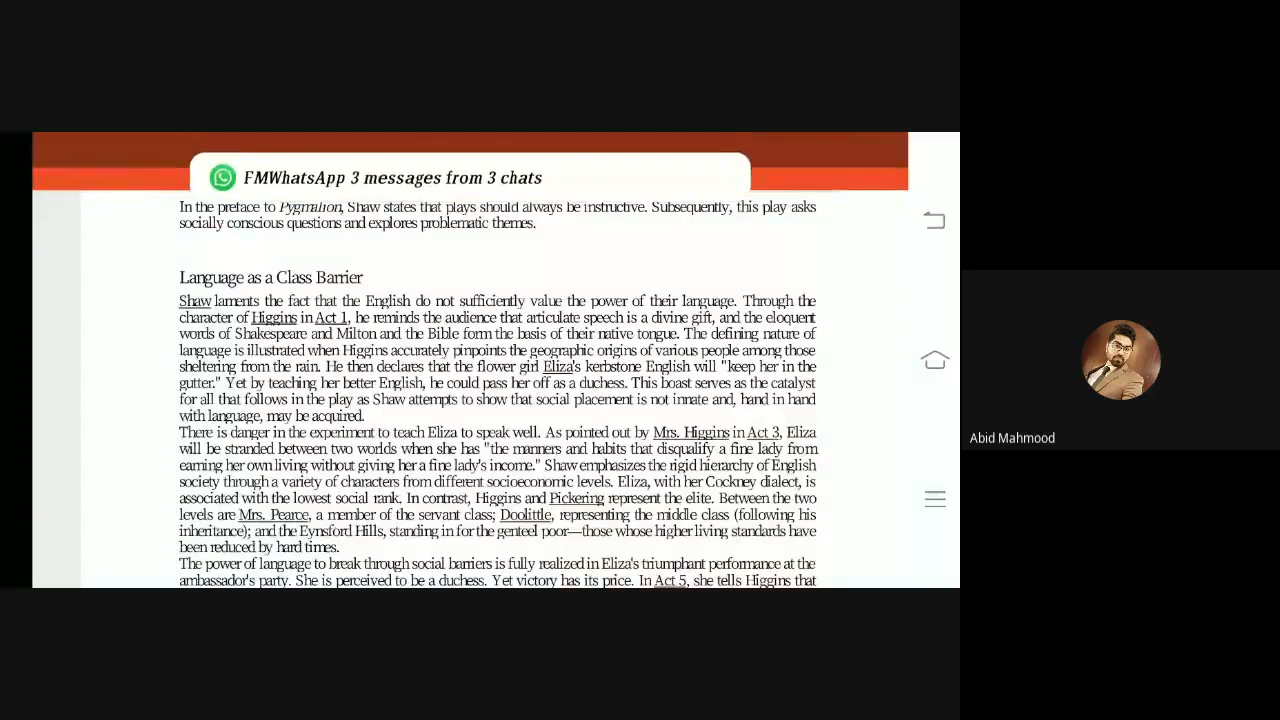 FMWhatsApp 3 messages from 3 chats
In the preface to Pygmalion, Shaw states that plays should always be instructive. Subsequently, this play asks
socially conscious questions and explores problematic themes.
Language as a Class Barrier
Shaw laments the fact that the English do not sufficiently value the power of their language. Through the
character of Higgins in Act 1, he reminds the audience that articulate speech is a divine gift, and the eloquent
words of Shakespeare and Milton and the Bible form the basis of their native tongue. The defining nature of
language is illustrated when Higgins accurately pinpoints the geographic origins of various people among those
sheltering from the rain. He then declares that the flower girl Eliza's kerbstone English will "keep her in the
gutter." Yet by teaching her better English, he could pass her off as a duchess. This boast serves as the catalyst
for all that follows in the play as Shaw attempts to show that social placement is not innate and, hand in hand
with language, may be acquired.
There is danger in the experiment to teach Eliza to speak well. As pointed out by Mrs. Higgins in Act 3, Eliza
will be stranded between two worlds when she has "the manners and habits that disqualify a fine lady from
earning her own living without giving her a fine lady's income." Shaw emphasizes the rigid hierarchy of English
society through a variety of characters from different socioeconomic levels. Eliza, with her Cockney dialect, is
associated with the lowest social rank. In contrast, Higgins and Pickering represent the elite. Between the two
levels are Mrs. Pearce, a member of the servant class; Doolittle, representing the middle class (following his
inheritance); and the Eynsford Hills, standing in for the genteel poor—those whose higher living standards have
been reduced by hard times.
The power of language to break through social barriers is fully realized in Eliza's triumphant performance at the
ambassador's party. She is perceived to be a duchess. Yet victory has its price. In Act 5, she tells Higgins that
Abid Mahmood